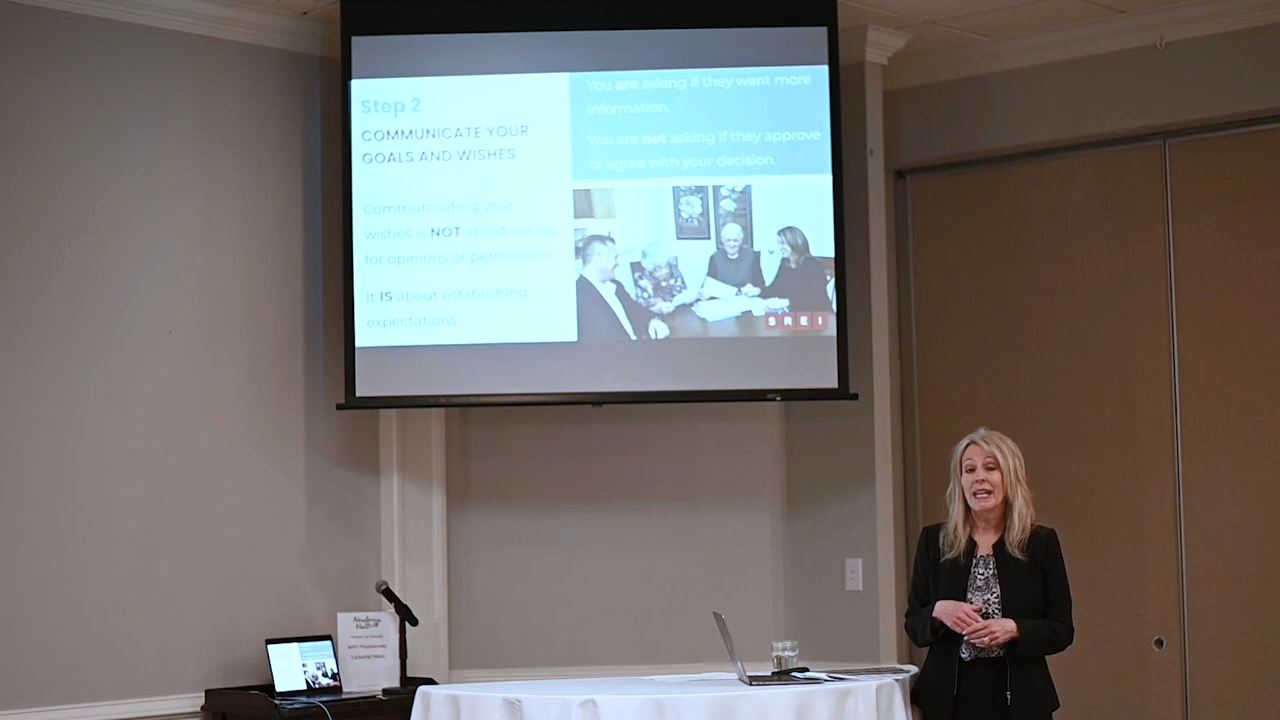 Step 2
COMMUNICATE YOUR
GOALS AND WISHES
Communicating your
wishes is NOT about asking
for opinions or permission.
It IS about establishing
expectations.
You are asking if they want more
information.
You are not asking if they approve
or agree with your decision.
SREI